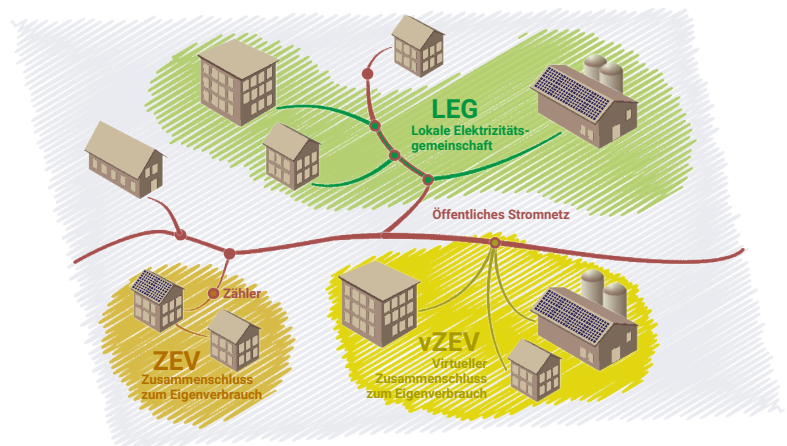 LEG
Lokale Elektrizitäts-
gemeinschaft
Öffentliches Stromnetz
Zähler
ZEV
Zusammenschluss
zum Eigenverbrauch
vZEV
Virtueller
Zusammenschluss
zum Eigenverbrauch